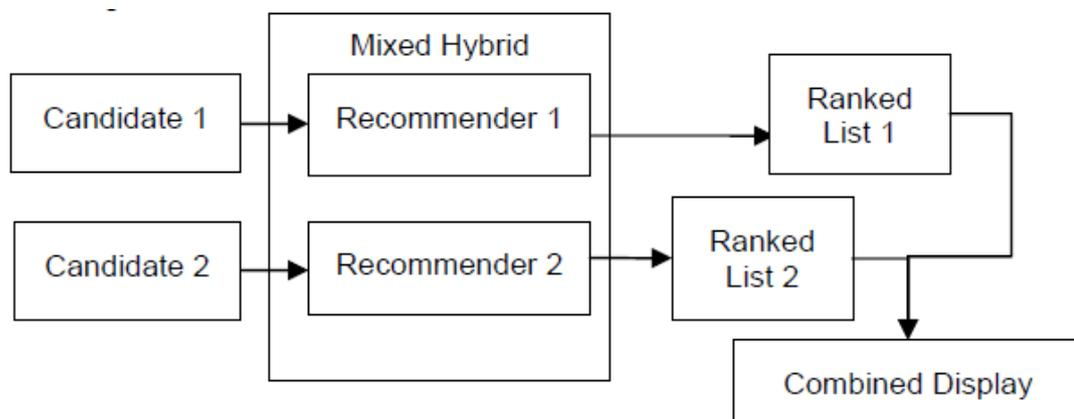 Mixed Hybrid
Candidate 1
Recommender 1
Ranked
List 1
Candidate 2
Recommender 2
Ranked
List 2
Combined Display